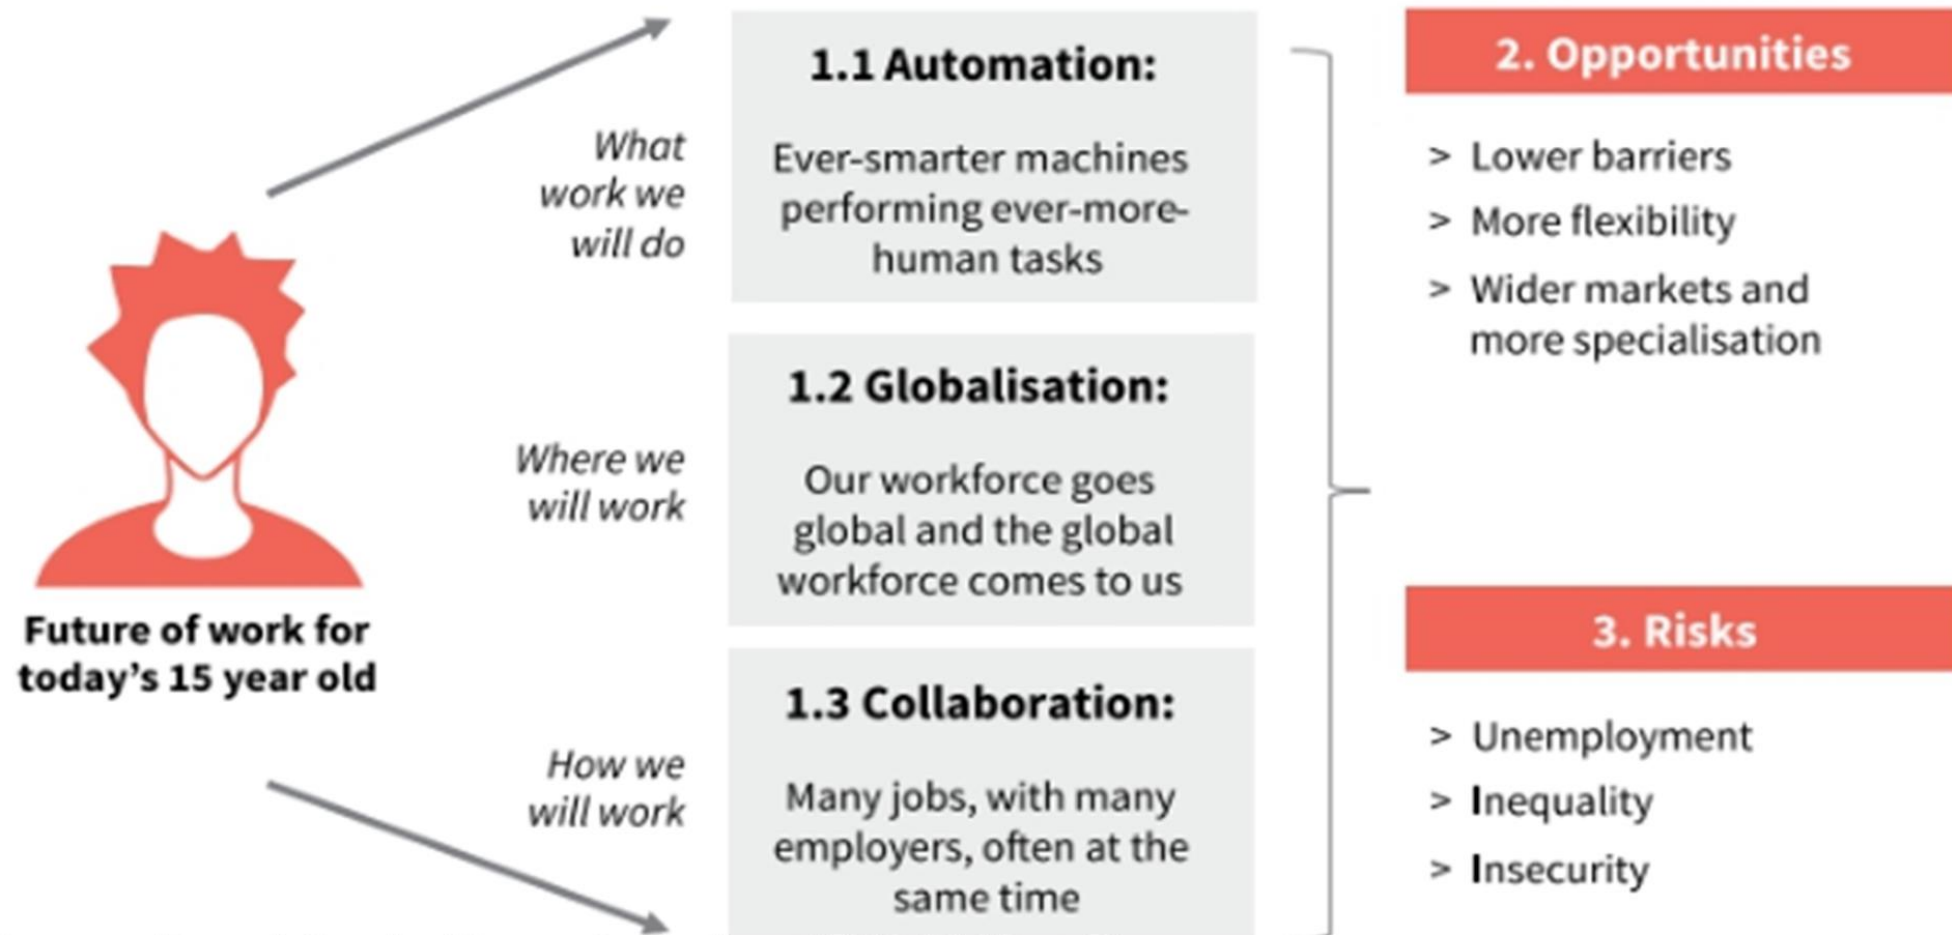 Future of work for
today's 15 year old
What
work we
will do
1.1 Automation:
Ever-smarter machines
performing ever-more-
human tasks
Where we
will work
1.2 Globalisation:
Our workforce goes
global and the global
workforce comes to us
How we
will work
1.3 Collaboration:
Many jobs, with many
employers, often at the
same time
2. Opportunities
> Lower barriers
> More flexibility
> Wider markets and
more specialisation
3. Risks
> Unemployment
> Inequality
> Insecurity